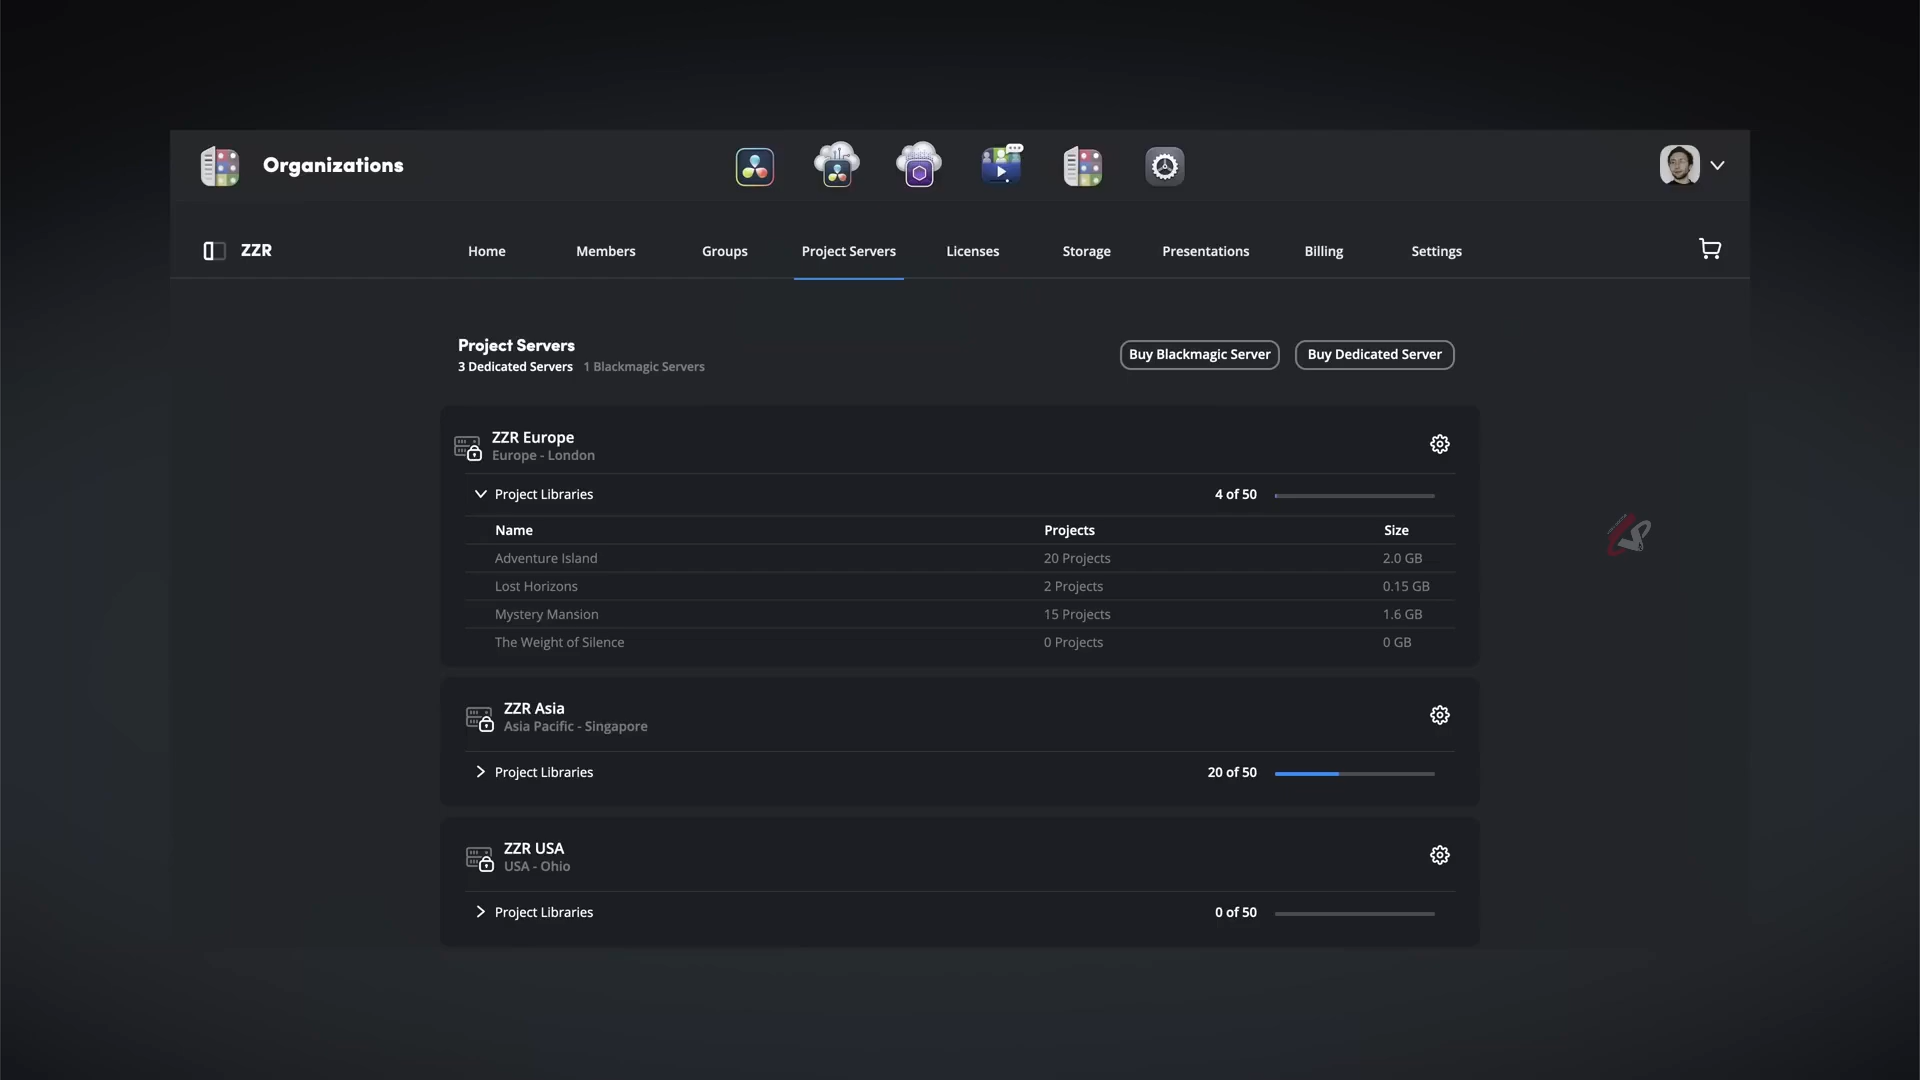 Organizations
ZZR
Home Members Groups Project Servers Licenses Storage Presentations Billing Settings
Project Servers
3 Dedicated Servers 1 Blackmagic Servers
Buy Blackmagic Server Buy Dedicated Server
ZZR Europe
Europe - London
Project Libraries 4 of 50
Name Projects Size
Adventure Island 20 Projects 2.0 GB
Lost Horizons 2 Projects 0.15 GB
Mystery Mansion 15 Projects 1.6 GB
The Weight of Silence 0 Projects 0 GB
ZZR Asia
Asia Pacific - Singapore
Project Libraries 20 of 50
ZZR USA
USA - Ohio
Project Libraries 0 of 50